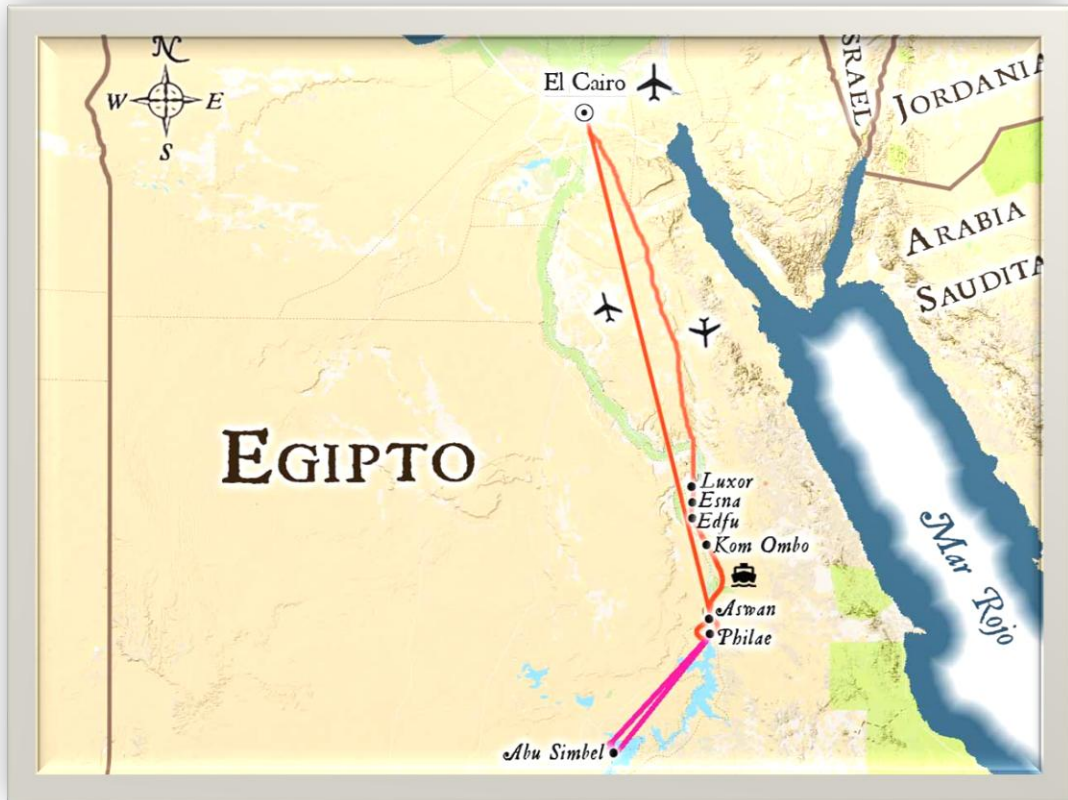 N
W E
S
El Cairo
SRAEL
JORDANIA
ARABIA
SAUDITA
EGIPTO
Luxor
Esna
Edfu
Kom Ombo
Mar Rojo
Aswan
Philae
Abu Simbel